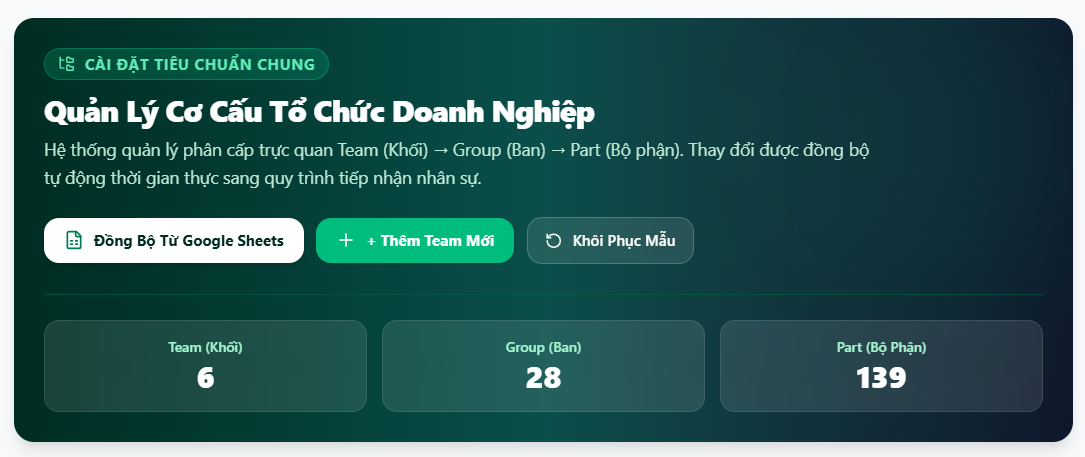 CÀI ĐẶT TIÊU CHUẨN CHUNG
Quản Lý Cơ Cấu Tổ Chức Doanh Nghiệp
Hệ thống quản lý phân cấp trực quan Team (Khối) → Group (Ban) → Part (Bộ phận). Thay đổi được đồng bộ
tự động thời gian thực sang quy trình tiếp nhận nhân sự.
Đồng Bộ Từ Google Sheets
+ Thêm Team Mới
Khôi Phục Mẫu
Team (Khối)
6
Group (Ban)
28
Part (Bộ Phận)
139